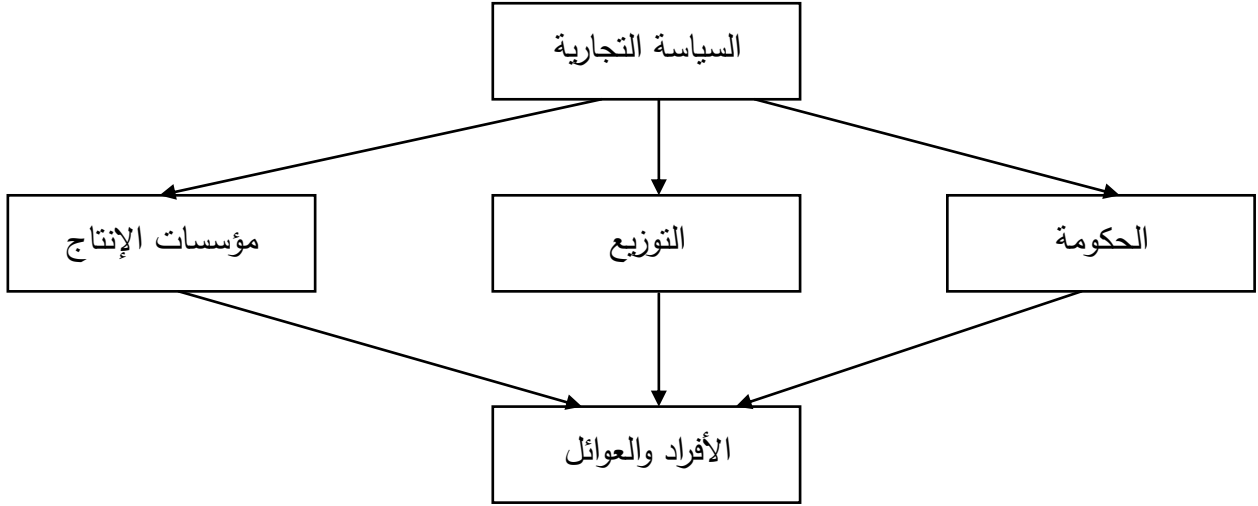 السياسة التجارية
الحكومة
التوزيع
مؤسسات الإنتاج
الأفراد والعوائل